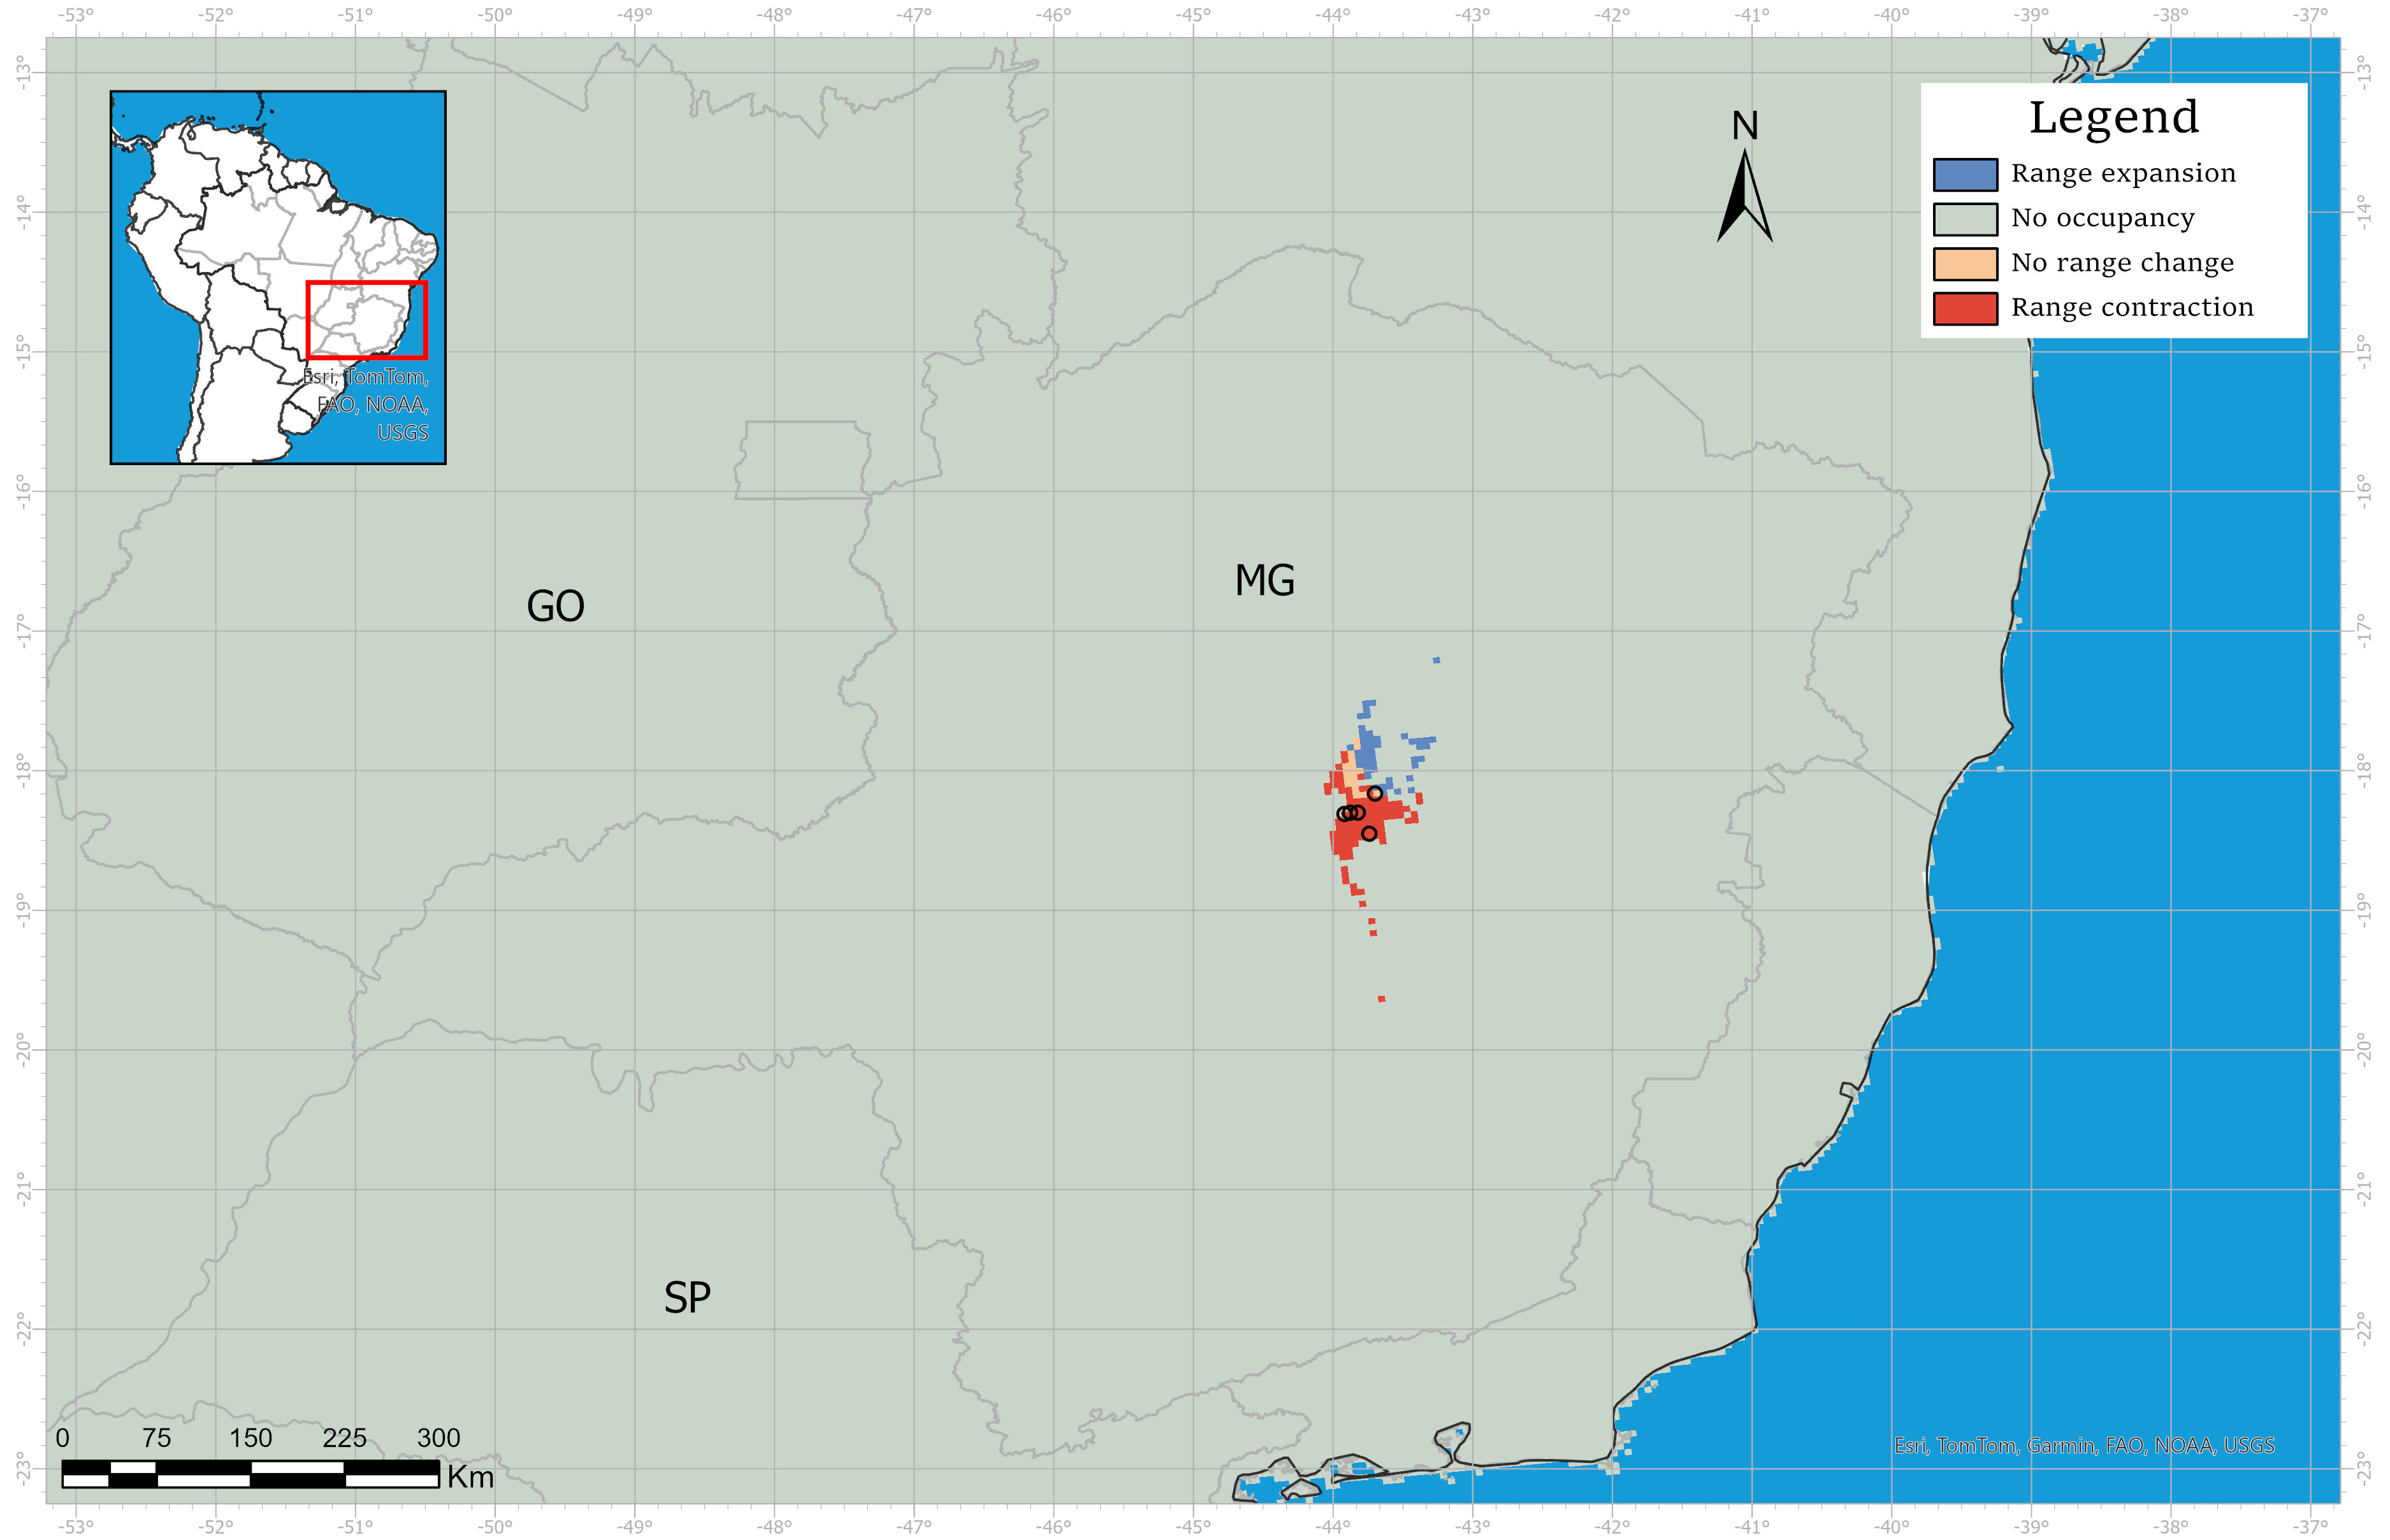 -53° -52° -51° -50° -49° -48° -47° -46° -45° -44° -43° -42° -41° -40° -39° -38° -37°
-13° -13°
N
Legend
Range expansion
-14° No occupancy -14°
No range change
Range contraction
-15° -15°
Esri, TomTom,
FAO, NOAA,
USGS
-16° -16°
MG
GO
-17° -17°
-18° -18°
-19° -19°
-20° -20°
-21° -21°
SP
-22° -22°
0 75 150 225 300
Km
Esri, TomTom, Garmin, FAO, NOAA, USGS
-23° -23°
-53° -52° -51° -50° -49° -48° -47° -46° -45° -44° -43° -42° -41° -40° -39° -38° -37°